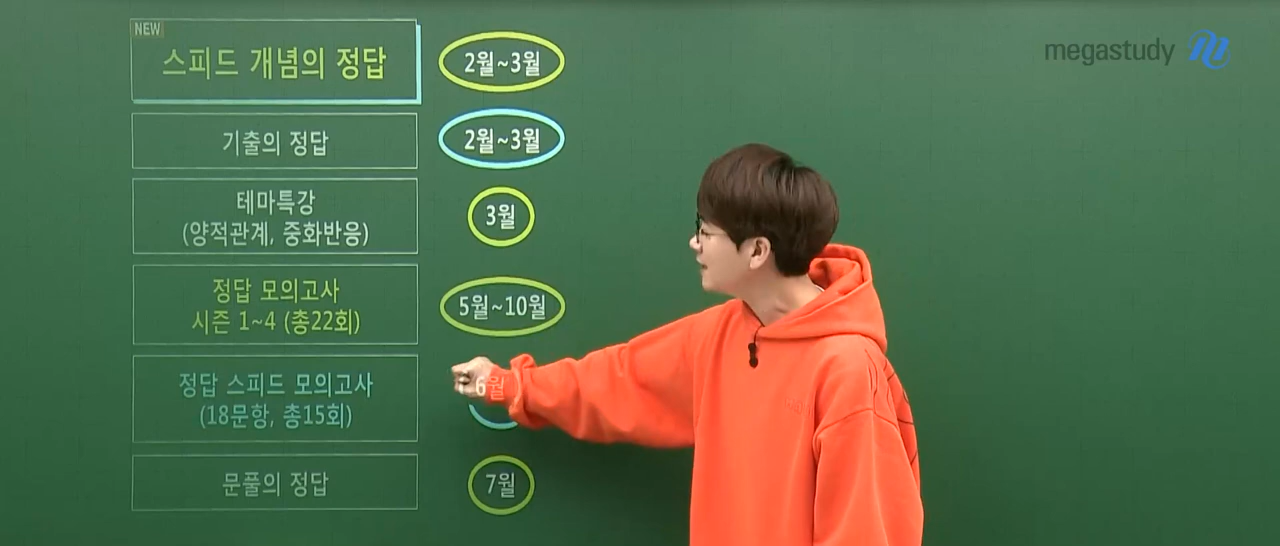 NEW
스피드 개념의 정답
2월~3월
megastudy
기출의 정답
2월~3월
테마특강
(양적관계, 중화반응)
3월
정답 모의고사
시즌 1~4 (총22회)
5월~10월
정답 스피드 모의고사
(18문항, 총15회)
6월
문풀의 정답
7월